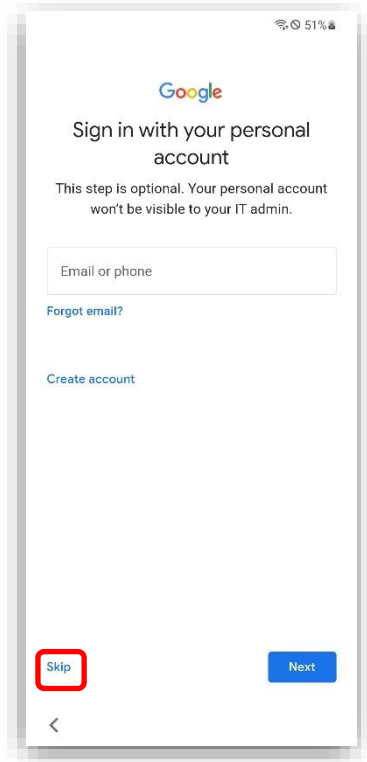 51%
Google
Sign in with your personal
account
This step is optional. Your personal account
won't be visible to your IT admin.
Email or phone
Forgot email?
Create account
Skip
Next